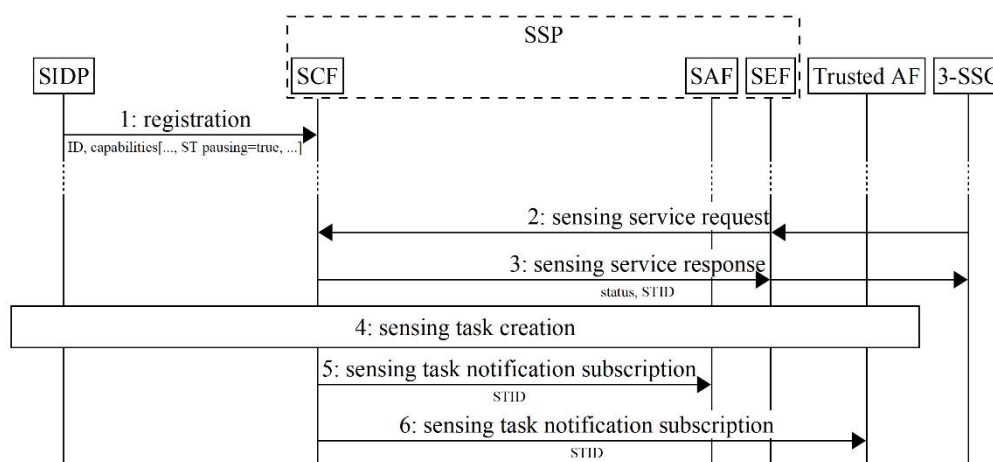 SSP
SIDP SCF SAF SEF Trusted AF 3-SSC
1: registration
ID, capabilities[..., ST pausing=true, ...]
2: sensing service request
3: sensing service response
status, STID
4: sensing task creation
5: sensing task notification subscription
STID
6: sensing task notification subscription
STID